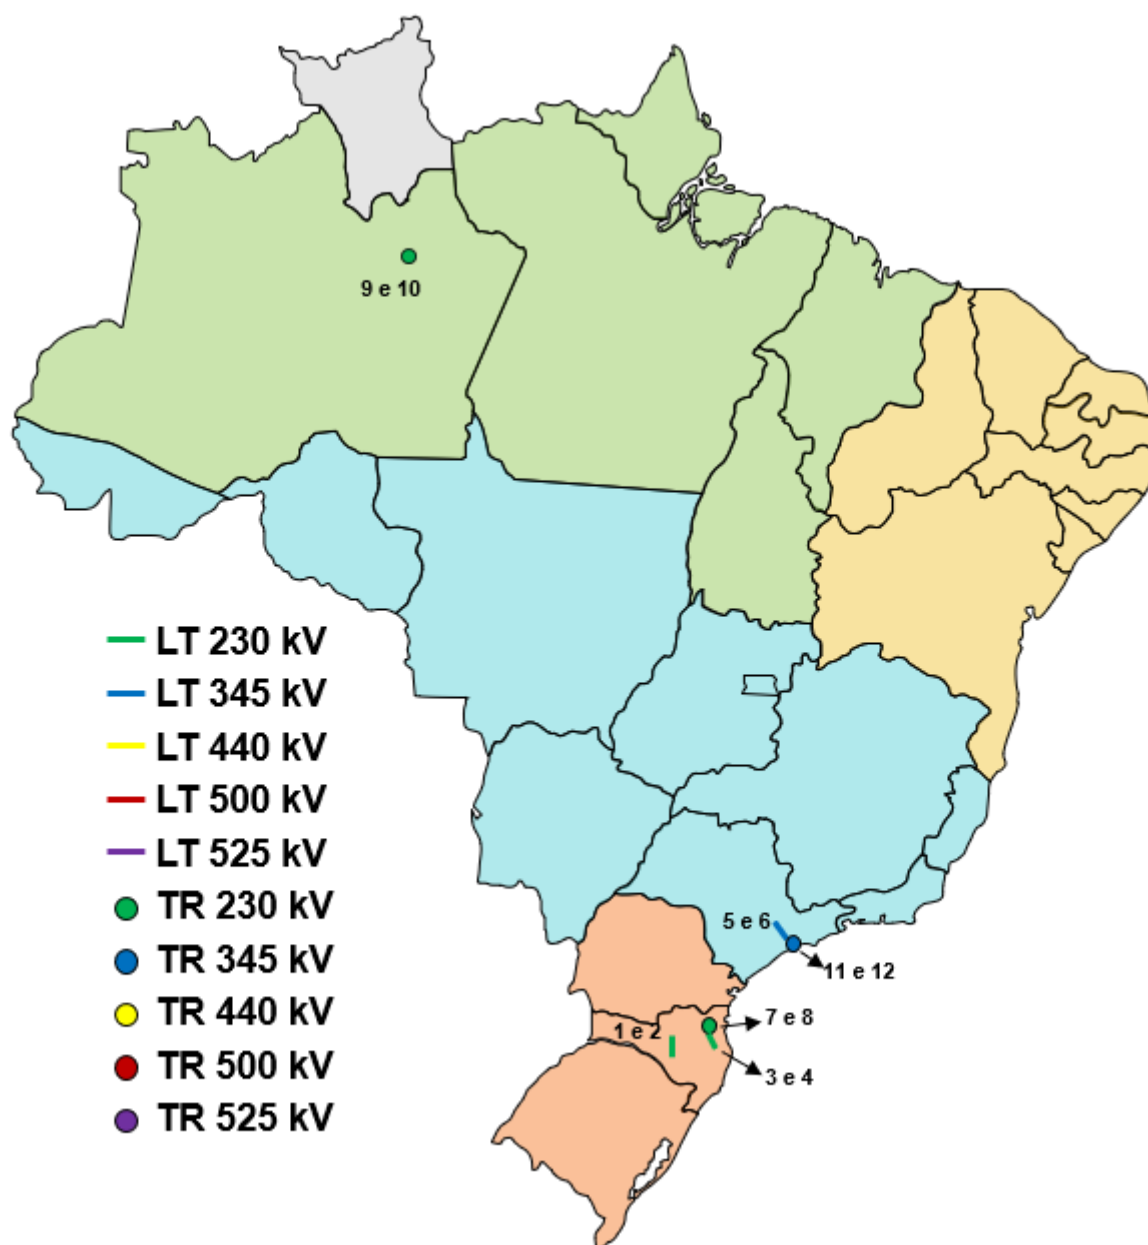 9 e 10
LT 230 kV
LT 345 kV
LT 440 kV
LT 500 kV
LT 525 kV
TR 230 kV
TR 345 kV
TR 440 kV
TR 500 kV
TR 525 kV
5 e 6
11 e 12
7 e 8
1 e 2
3 e 4